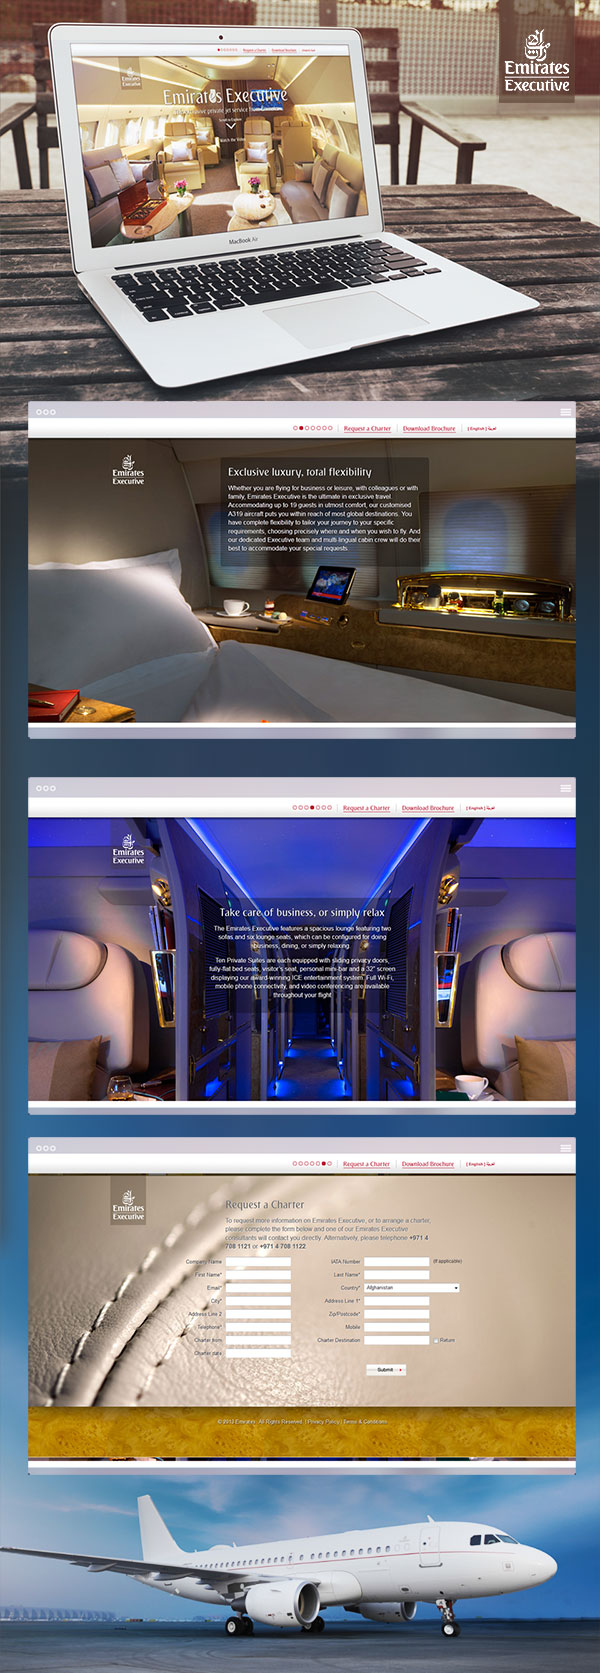 Emirates
Executive
Request a Charter
Download Brochure
Emirates
Executive
Emirates Executive
Watch the Video
MacBook Air
Request a Charter
Download Brochure
| English | عربية
Emirates
Executive
Exclusive luxury, total flexibility
Whether you are flying for business or leisure, with colleagues or with
family, Emirates Executive is the ultimate in exclusive travel.
Accommodating up to 19 guests in utmost comfort, our customised
A319 aircraft puts you within reach of most global destinations. You
have complete flexibility to tailor your journey to your specific
requirements, choosing precisely where and when you wish to fly. And
our dedicated Executive team and multi-lingual cabin crew will do their
best to accommodate your special requests.
Request a Charter
Download Brochure
| English | عربية
Emirates
Executive
Take care of business, or simply relax
The Emirates Executive features a spacious lounge featuring two
sofas and six lounge seats, which can be configured for doing
business, dining, or simply relaxing.
Ten Private Suites are each equipped with sliding privacy doors,
fully-flat bed seats, visitor's seat, personal mini-bar and a 32" screen
displaying our award-winning ICE entertainment system. Full Wi-Fi,
mobile phone connectivity, and video conferencing are available
throughout your flight
Request a Charter
Download Brochure
| English | عربية
Emirates
Executive
Request a Charter
To request more information on Emirates Executive, or to arrange a charter,
please complete the form below and one of our Emirates Executive
consultants will contact you directly. Alternatively, please telephone +971 4
708 1121 or +971 4 708 1122
Company Name
IATA Number
(If applicable)
First Name*
Last Name*
Email*
Country*
Afghanistan
City*
Address Line 1*
Address Line 2
Zip/Postcode*
Telephone*
Mobile
Charter from
Charter Destination
Return
Charter date
Submit
© 2013 Emirates. All Rights Reserved. | Privacy Policy | Terms & Conditions